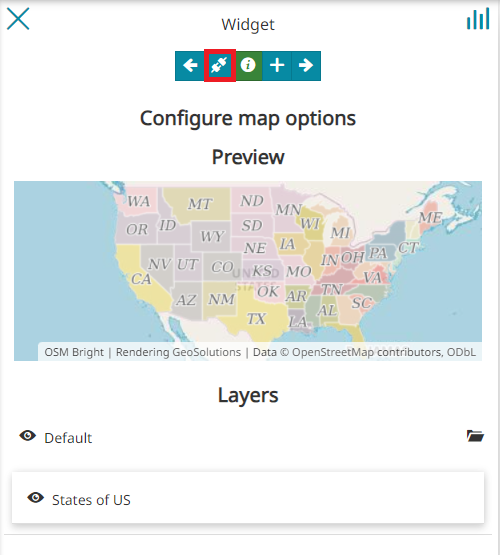 Widget
Configure map options
Preview
WA MT ND MN ME
OR ID SD WI MI
WY
NE IA IN OH PA CT
NV UT CO UNITED KS MO VA
CA STATES OK TN
AZ NM AR SC
TX LA AL
OSM Bright | Rendering GeoSolutions | Data © OpenStreetMap contributors, ODbL
Layers
Default
States of US